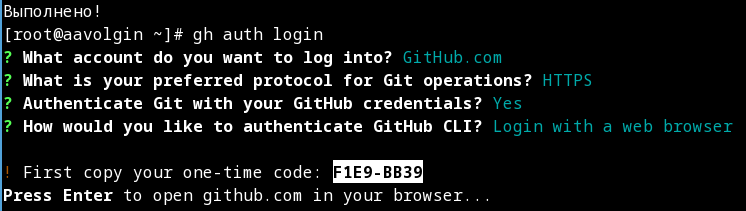 Выполнено!
[root@aavolgin ~]# gh auth login
? What account do you want to log into? GitHub.com
? What is your preferred protocol for Git operations? HTTPS
? Authenticate Git with your GitHub credentials? Yes
? How would you like to authenticate GitHub CLI? Login with a web browser
! First copy your one-time code: F1E9-BB39
Press Enter to open github.com in your browser...